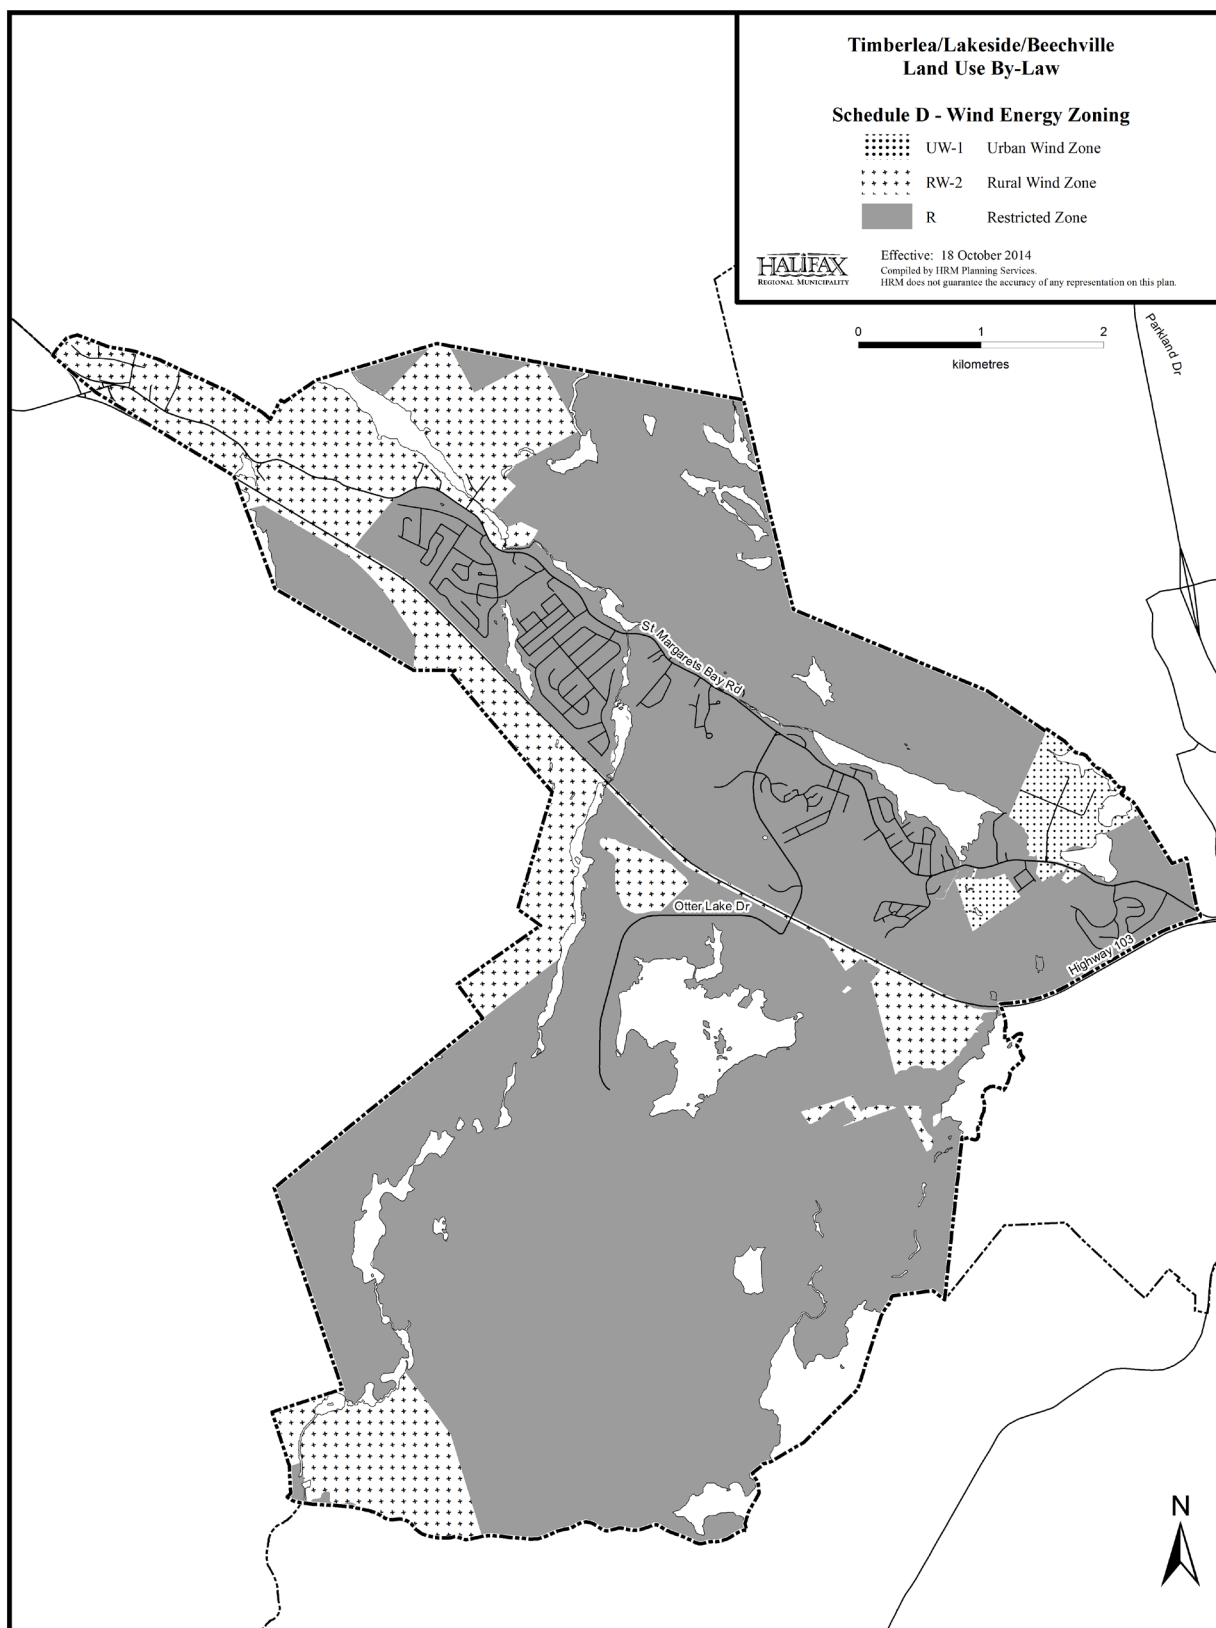 Timberlea/Lakeside/Beechville
Land Use By-Law
Schedule D - Wind Energy Zoning
UW-1 Urban Wind Zone
RW-2 Rural Wind Zone
R Restricted Zone
HALIFAX
REGIONAL MUNICIPALITY
Effective: 18 October 2014
Compiled by HRM Planning Services.
HRM does not guarantee the accuracy of any representation on this plan.
0 1 2
kilometres
Parkland Dr
St Margarets Bay Rd
Otter Lake Dr
Highway 103
N